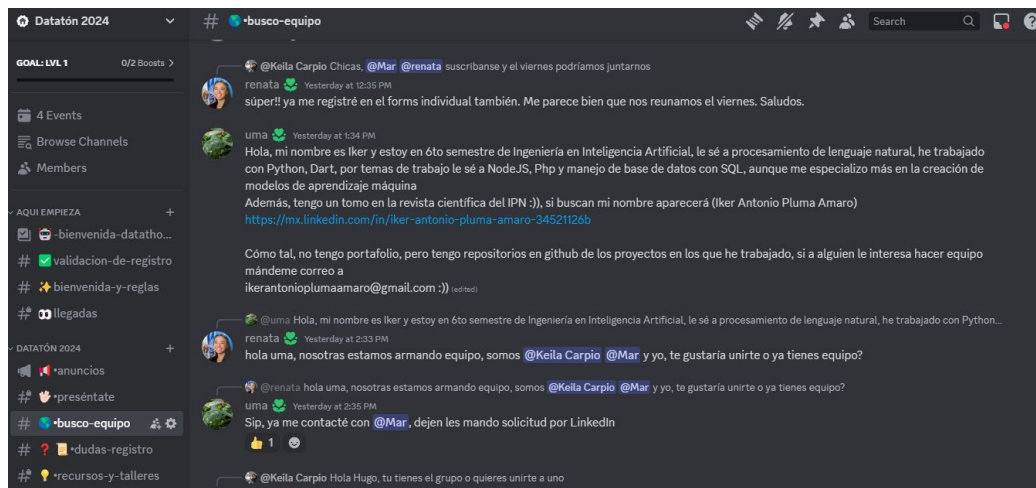 Datatón 2024
GOAL: LVL 1 0/2 Boosts >
4 Events
Browse Channels
Members
AQUI EMPIEZA
-bienvenida-datatho...
validacion-de-registro
bienvenida-y-reglas
llegadas
DATATÓN 2024
•anuncios
•preséntate
•busco-equipo
•dudas-registro
•recursos-y-talleres
# •busco-equipo
Search
@Keila Carpio Chicas, @Mar @renata suscribanse y el viernes podríamos juntarnos
renata Yesterday at 12:35 PM
súper!! ya me registré en el forms individual también. Me parece bien que nos reunamos el viernes. Saludos.
uma Yesterday at 1:34 PM
Hola, mi nombre es Iker y estoy en 6to semestre de Ingeniería en Inteligencia Artificial, le sé a procesamiento de lenguaje natural, he trabajado
con Python, Dart, por temas de trabajo le sé a NodeJS, Php y manejo de base de datos con SQL, aunque me especializo más en la creación de
modelos de aprendizaje máquina
Además, tengo un tomo en la revista científica del IPN :)), si buscan mi nombre aparecerá (Iker Antonio Pluma Amaro)
https://mx.linkedin.com/in/iker-antonio-pluma-amaro-34521126b
Cómo tal, no tengo portafolio, pero tengo repositorios en github de los proyectos en los que he trabajado, si a alguien le interesa hacer equipo
mándeme correo a
ikerantonioplumaamaro@gmail.com :)) (edited)
@uma Hola, mi nombre es Iker y estoy en 6to semestre de Ingeniería en Inteligencia Artificial, le sé a procesamiento de lenguaje natural, he trabajado con Python...
renata Yesterday at 2:33 PM
hola uma, nosotras estamos armando equipo, somos @Keila Carpio @Mar y yo, te gustaría unirte o ya tienes equipo?
@renata hola uma, nosotras estamos armando equipo, somos @Keila Carpio @Mar y yo, te gustaría unirte o ya tienes equipo?
uma Yesterday at 2:35 PM
Sip, ya me contacté con @Mar, dejen les mando solicitud por LinkedIn
1
@Keila Carpio Hola Hugo, tu tienes el grupo o quieres unirte a uno